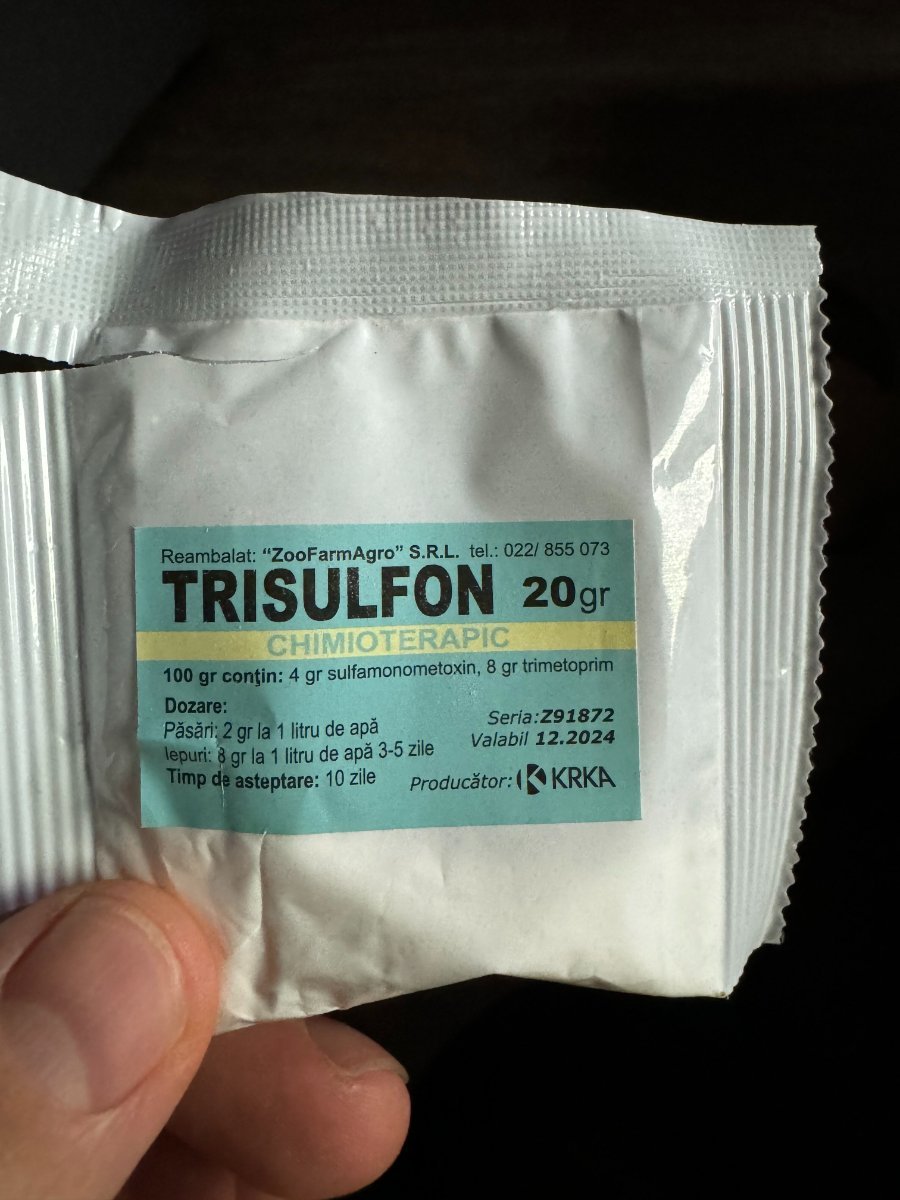 Reambalat: “ZooFarmAgro” S.R.L. tel.: 022/ 855 073
TRISULFON 20gr
CHIMIOTERAPIC
100 gr conţin: 4 gr sulfamonometoxin, 8 gr trimetoprim
Dozare:
Păsări: 2 gr la 1 litru de apă
Seria:Z91872
Iepuri: 8 gr la 1 litru de apă 3-5 zile
Valabil 12.2024
Timp de asteptare: 10 zile
Producător: KRKA